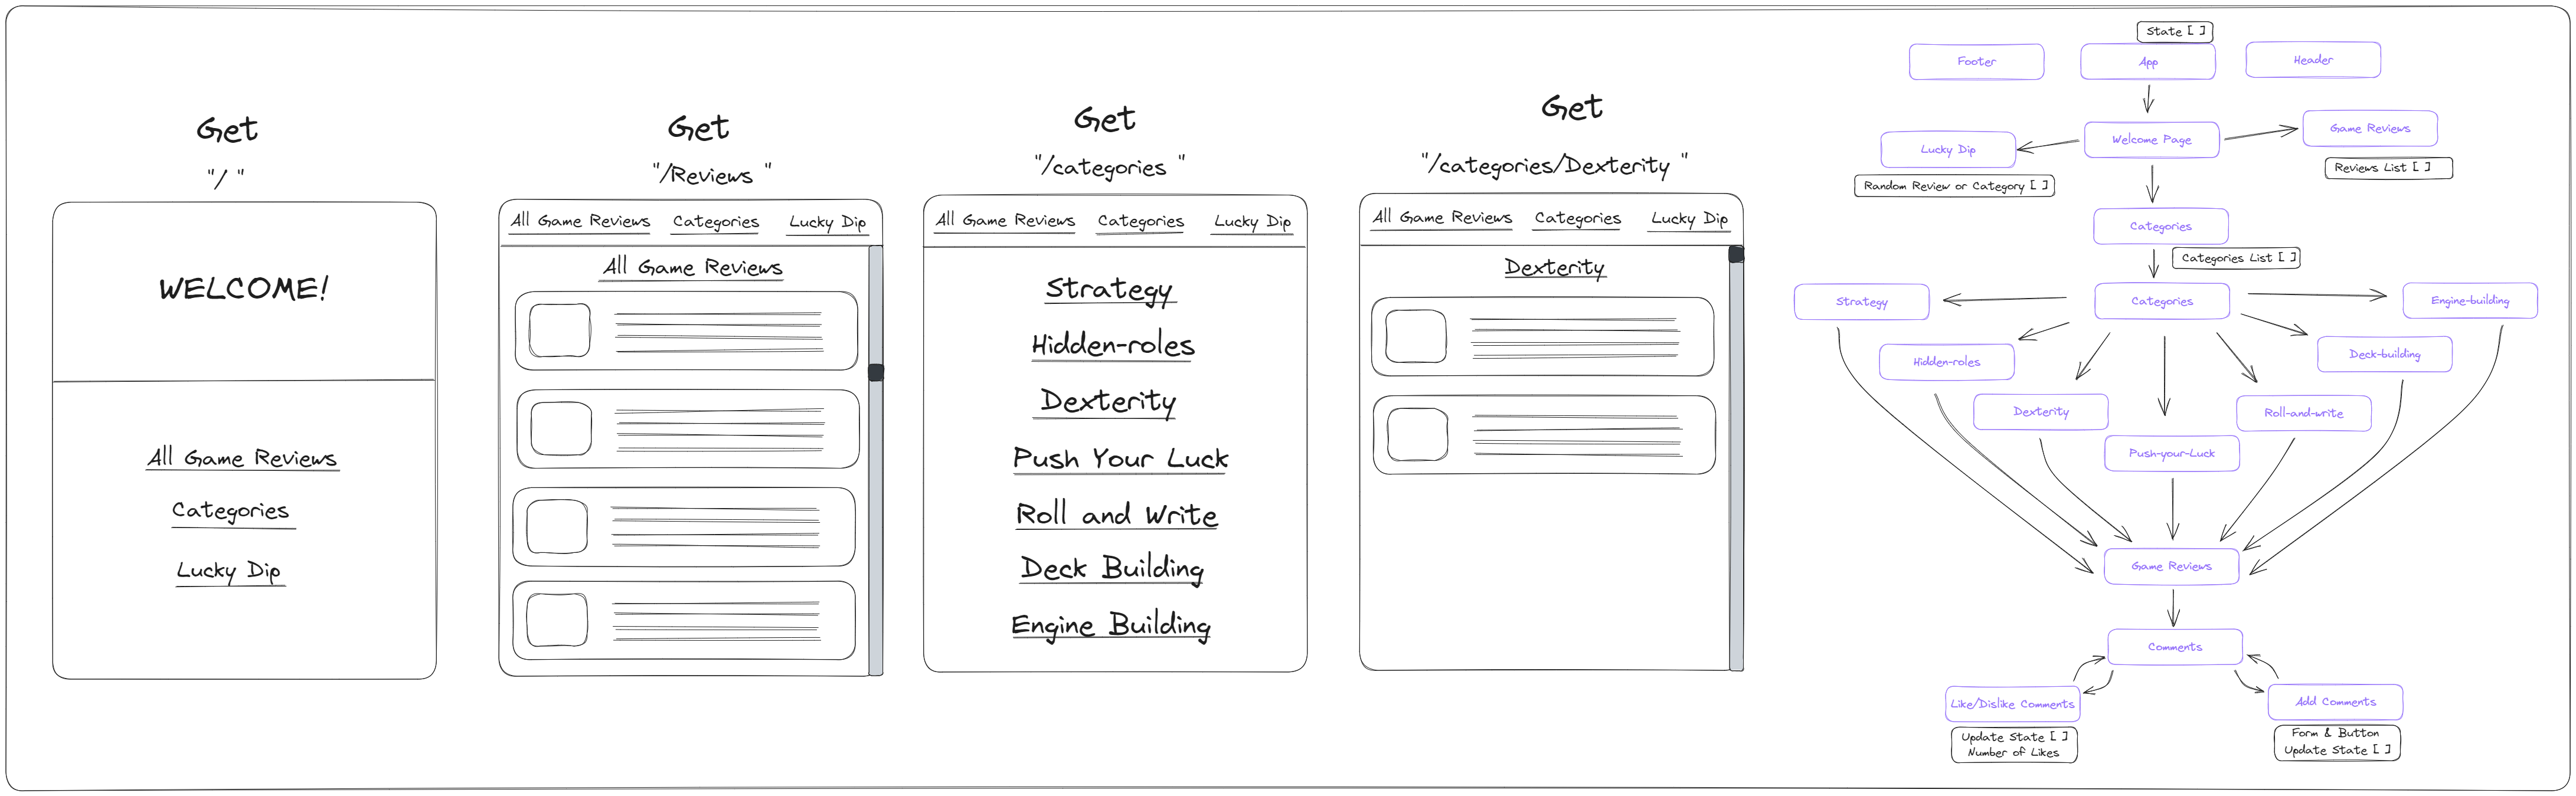 Get
"/ "
WELCOME!
All Game Reviews
Categories
Lucky Dip
Get
"/Reviews "
All Game Reviews
Categories
Lucky Dip
All Game Reviews
Get
"/categories "
All Game Reviews
Categories
Lucky Dip
Strategy
Hidden-roles
Dexterity
Push Your Luck
Roll and Write
Deck Building
Engine Building
Get
"/categories/Dexterity "
All Game Reviews
Categories
Lucky Dip
Dexterity
State [ ]
Footer
App
Header
Lucky Dip
Welcome Page
Game Reviews
Random Review or Category [ ]
Reviews List [ ]
Categories
Categories List [ ]
Strategy
Categories
Engine-building
Hidden-roles
Deck-building
Dexterity
Roll-and-write
Push-your-Luck
Game Reviews
Comments
Like/Dislike Comments
Add Comments
Update State [ ]
Number of Likes
Form & Button
Update State [ ]